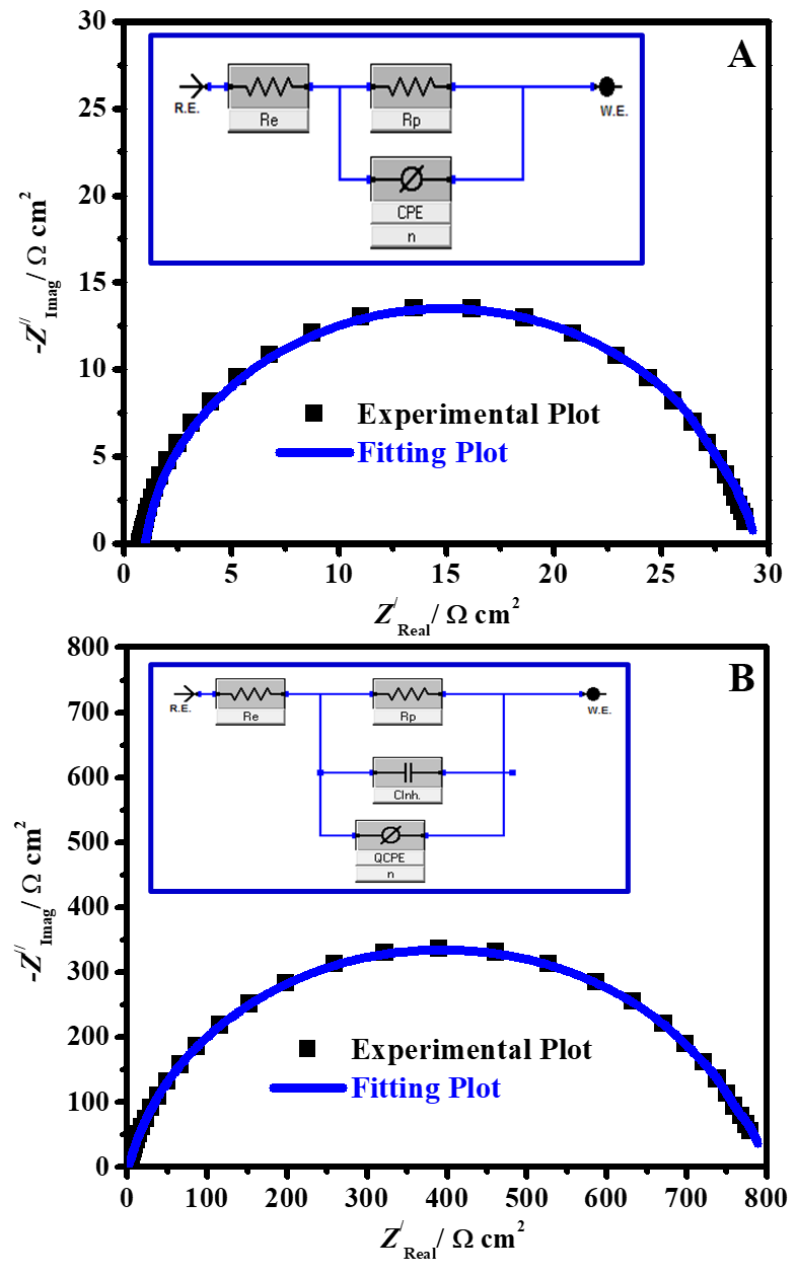 A
R.E.
Re
Rp
W.E.
CPE
n
30
25
20
15
10
5
0
-Z//Imag/ Ω cm2
Experimental Plot
Fitting Plot
0 5 10 15 20 25 30
Z/Real/ Ω cm2
B
R.E.
Re
Rp
W.E.
CInh.
QCPE
n
800
700
600
500
400
300
200
100
0
-Z//Imag/ Ω cm2
Experimental Plot
Fitting Plot
0 100 200 300 400 500 600 700 800
Z/Real/ Ω cm2